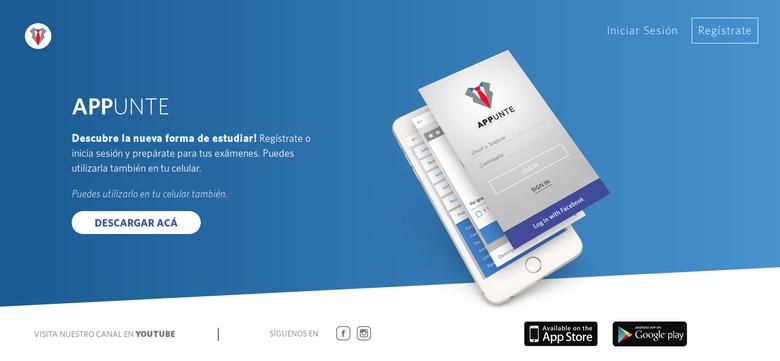 Iniciar Sesión
Regístrate
APPUNTE
Descubre la nueva forma de estudiar! Regístrate o
inicia sesión y prepárate para tus exámenes. Puedes
utilizarla también en tu celular.
Puedes utilizarlo en tu celular también.
DESCARGAR ACÁ
APPUNTE
Email o Teléfono
Contraseña
LOG IN
SIGN IN
Log in with Facebook
VISITA NUESTRO CANAL EN YOUTUBE
SÍGUENOS EN
Available on the
App Store
ANDROID APP ON
Google play